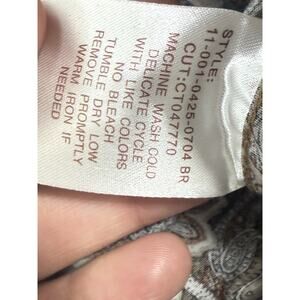 STYLE:
11-001-0425-0704 BR
CUT:CT047770
MACHINE WASH COLD
DELICATE CYCLE
WITH LIKE COLORS
NO BLEACH
TUMBLE DRY LOW
REMOVE PROMPTLY
WARM IRON IF